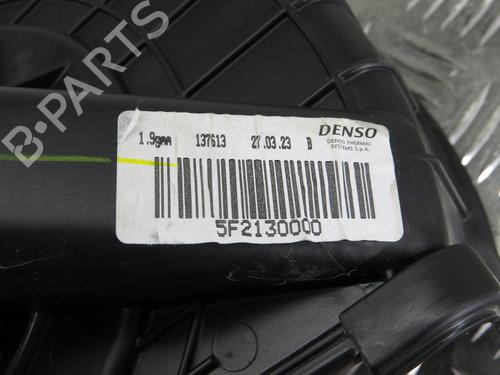 B-PARTS
1.9gmm 137613 27.03.23 B DENSO
DENSO THERMAL
SYSTEMS S.p.A.
5F2130000